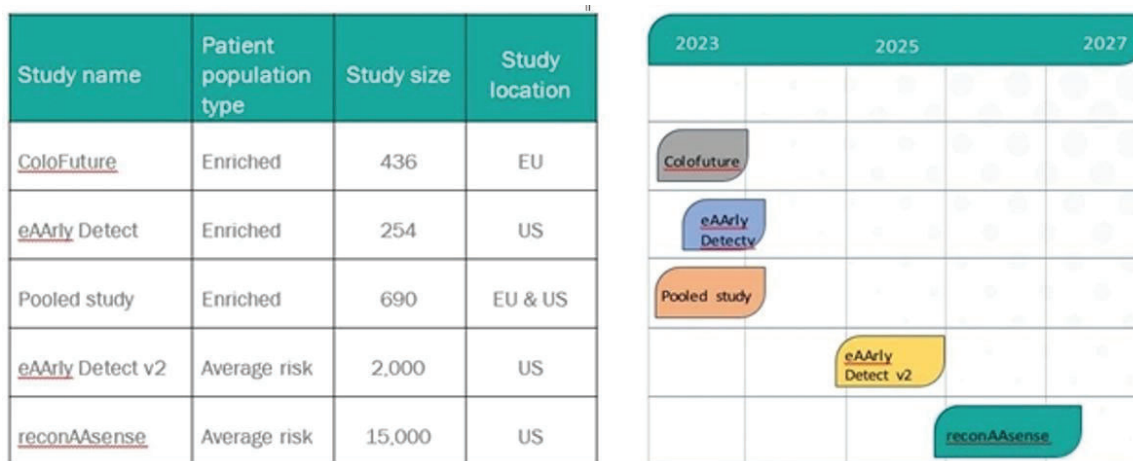 Study name Patient population type Study size Study location
ColoFuture Enriched 436 EU
eAArly Detect Enriched 254 US
Pooled study Enriched 690 EU & US
eAArly Detect v2 Average risk 2,000 US
reconAAsense Average risk 15,000 US
2023 2025 2027
Colofuture
eAArly
Detectv
Pooled study
eAArly
Detect v2
reconAAsense